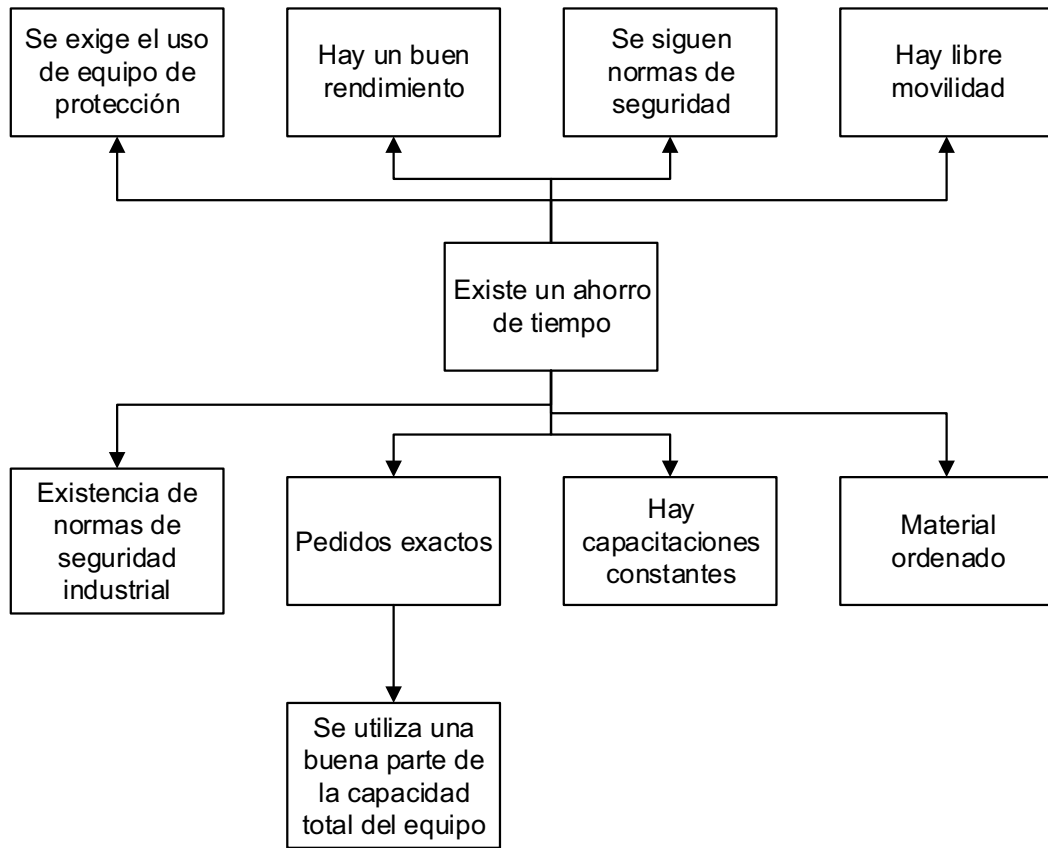 Se exige el uso
de equipo de
protección
Hay un buen
rendimiento
Se siguen
normas de
seguridad
Hay libre
movilidad
Existe un ahorro
de tiempo
Existencia de
normas de
seguridad
industrial
Pedidos exactos
Hay
capacitaciones
constantes
Material
ordenado
Se utiliza una
buena parte de
la capacidad
total del equipo